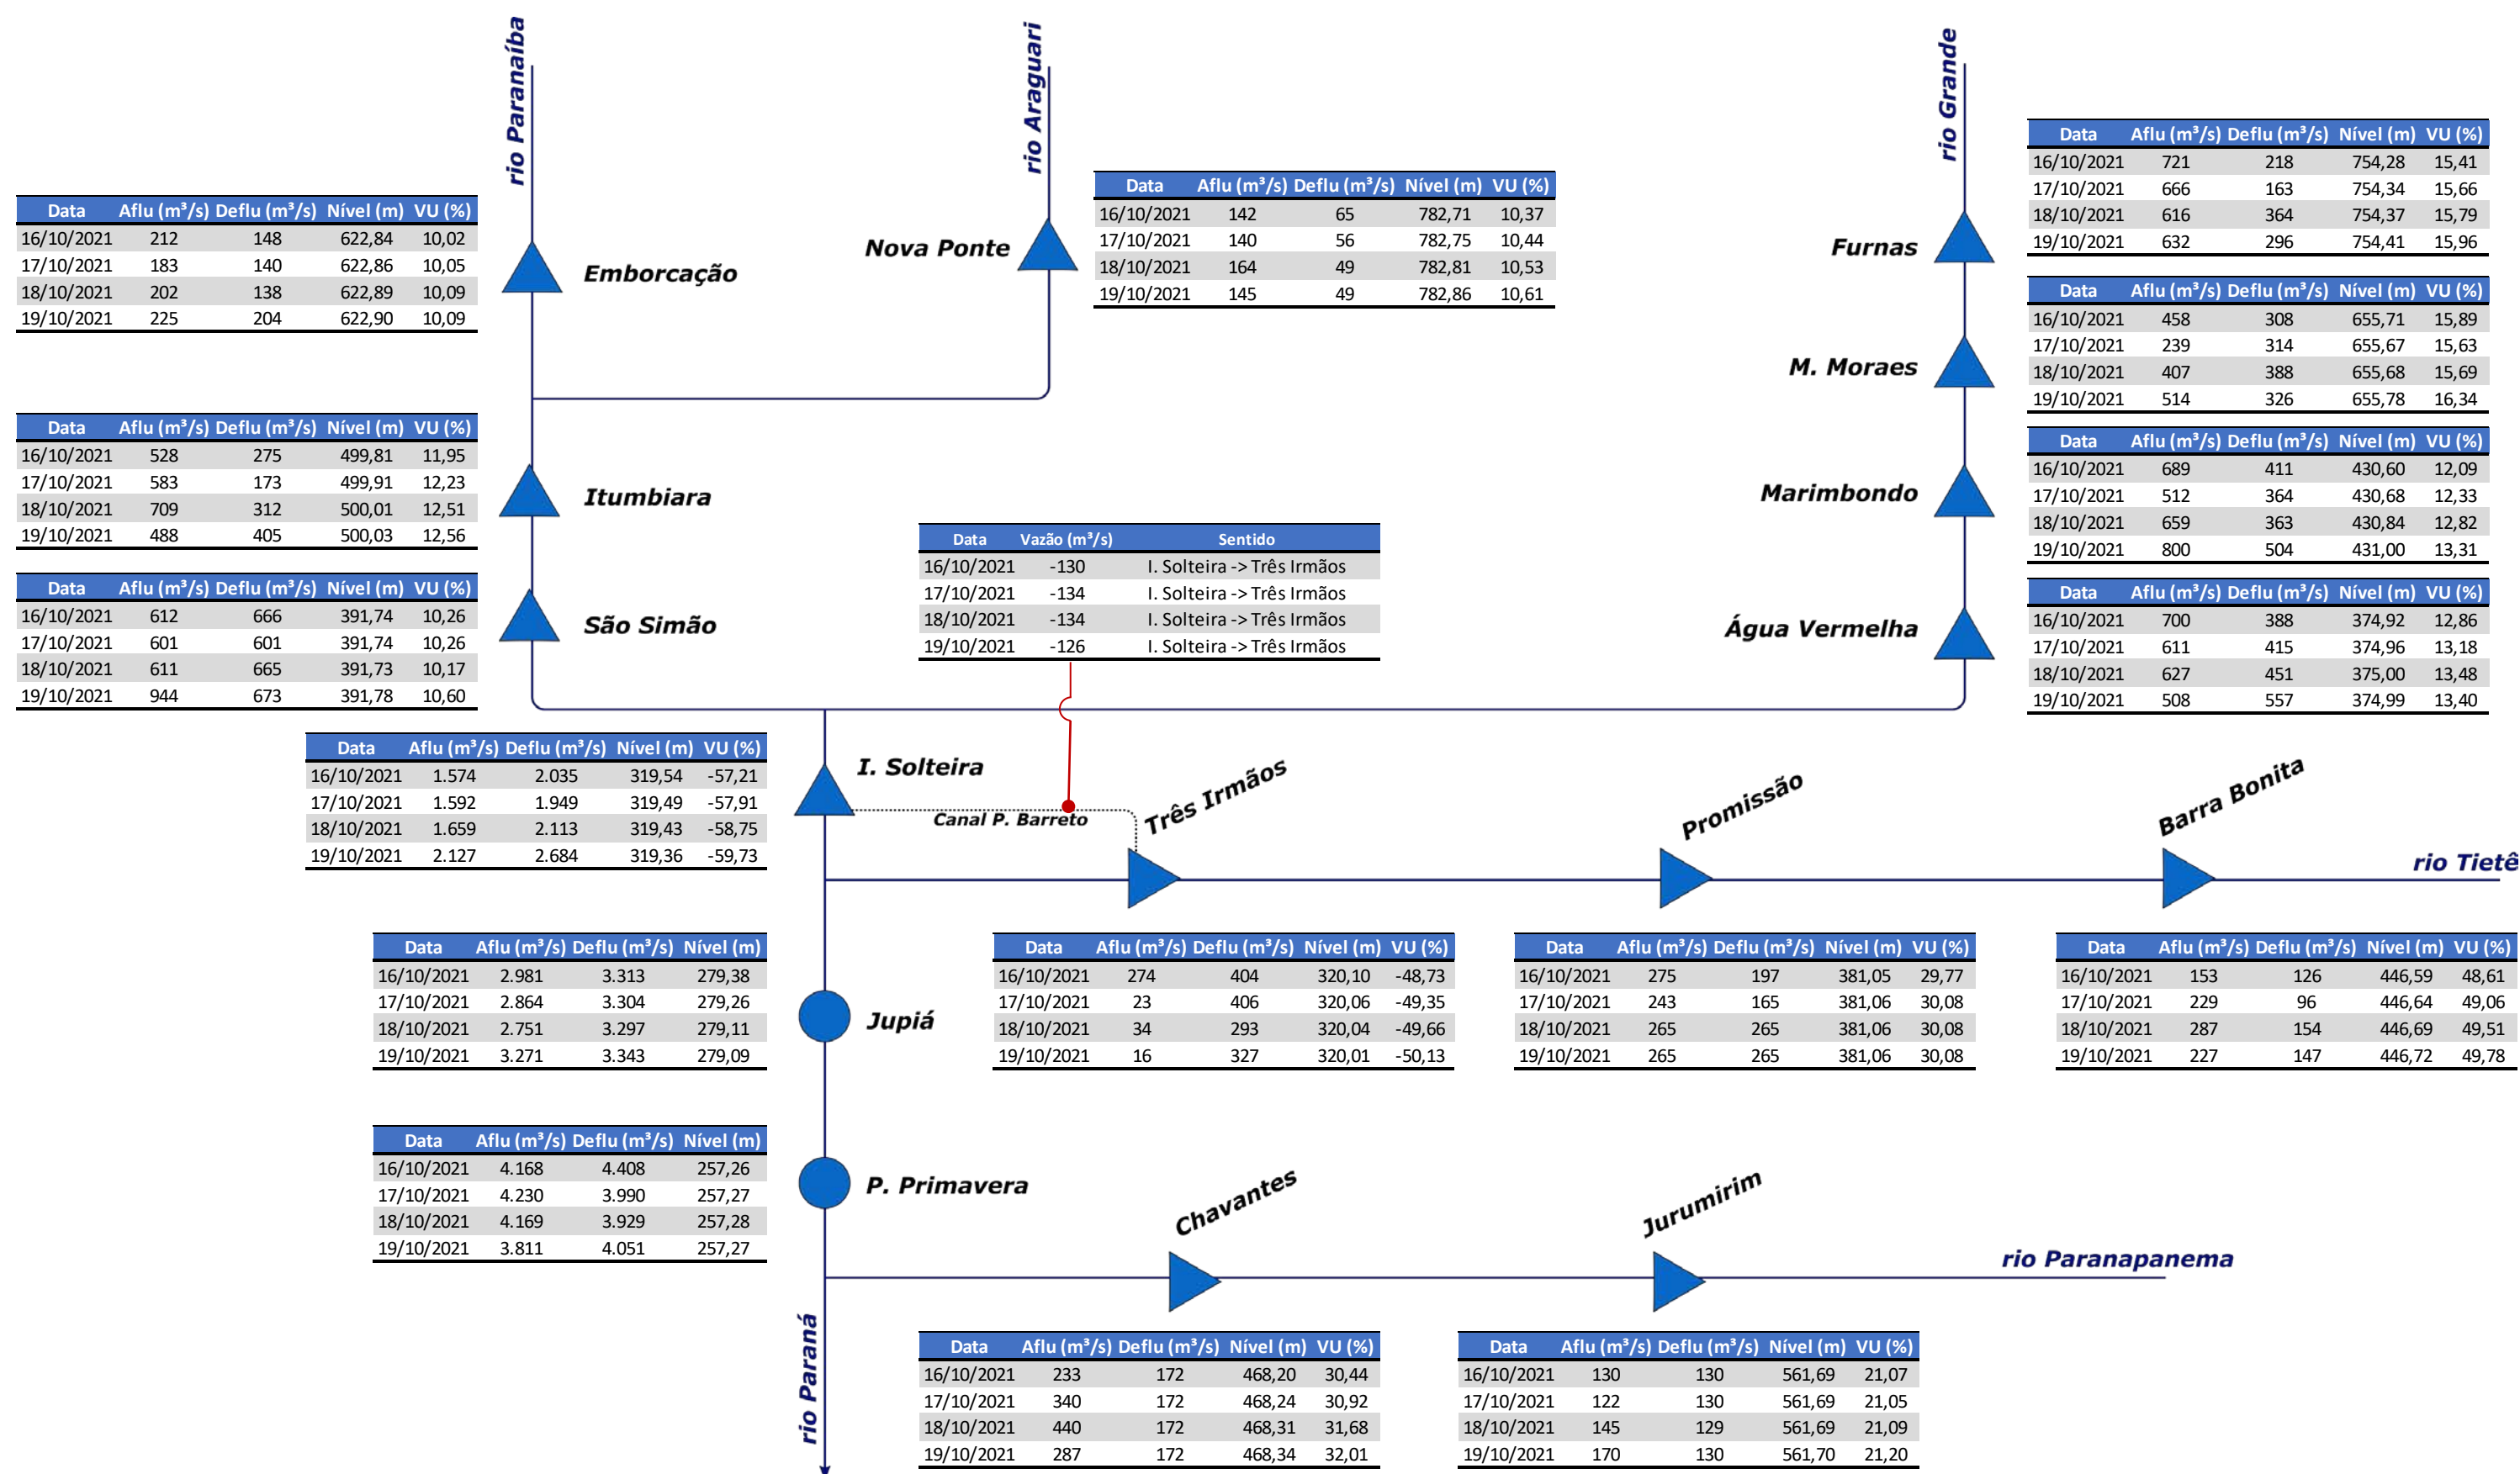 rio Paranaíba
rio Araguari
rio Grande
Data Aflu (m³/s) Deflu (m³/s) Nível (m) VU (%)
16/10/2021 721 218 754,28 15,41
17/10/2021 666 163 754,34 15,66
18/10/2021 616 364 754,37 15,79
19/10/2021 632 296 754,41 15,96
Furnas
Data Aflu (m³/s) Deflu (m³/s) Nível (m) VU (%)
16/10/2021 142 65 782,71 10,37
17/10/2021 140 56 782,75 10,44
18/10/2021 164 49 782,81 10,53
19/10/2021 145 49 782,86 10,61
Nova Ponte
Data Aflu (m³/s) Deflu (m³/s) Nível (m) VU (%)
16/10/2021 212 148 622,84 10,02
17/10/2021 183 140 622,86 10,05
18/10/2021 202 138 622,89 10,09
19/10/2021 225 204 622,90 10,09
Emborcação
Data Aflu (m³/s) Deflu (m³/s) Nível (m) VU (%)
16/10/2021 458 308 655,71 15,89
17/10/2021 239 314 655,67 15,63
18/10/2021 407 388 655,68 15,69
19/10/2021 514 326 655,78 16,34
M. Moraes
Data Aflu (m³/s) Deflu (m³/s) Nível (m) VU (%)
16/10/2021 528 275 499,81 11,95
17/10/2021 583 173 499,91 12,23
18/10/2021 709 312 500,01 12,51
19/10/2021 488 405 500,03 12,56
Itumbiara
Data Aflu (m³/s) Deflu (m³/s) Nível (m) VU (%)
16/10/2021 689 411 430,60 12,09
17/10/2021 512 364 430,68 12,33
18/10/2021 659 363 430,84 12,82
19/10/2021 800 504 431,00 13,31
Marimbondo
Data Vazão (m³/s) Sentido
16/10/2021 -130 I. Solteira -> Três Irmãos
17/10/2021 -134 I. Solteira -> Três Irmãos
18/10/2021 -134 I. Solteira -> Três Irmãos
19/10/2021 -126 I. Solteira -> Três Irmãos
Data Aflu (m³/s) Deflu (m³/s) Nível (m) VU (%)
16/10/2021 612 666 391,74 10,26
17/10/2021 601 601 391,74 10,26
18/10/2021 611 665 391,73 10,17
19/10/2021 944 673 391,78 10,60
São Simão
Data Aflu (m³/s) Deflu (m³/s) Nível (m) VU (%)
16/10/2021 700 388 374,92 12,86
17/10/2021 611 415 374,96 13,18
18/10/2021 627 451 375,00 13,48
19/10/2021 508 557 374,99 13,40
Água Vermelha
Data Aflu (m³/s) Deflu (m³/s) Nível (m) VU (%)
16/10/2021 1.574 2.035 319,54 -57,21
17/10/2021 1.592 1.949 319,49 -57,91
18/10/2021 1.659 2.113 319,43 -58,75
19/10/2021 2.127 2.684 319,36 -59,73
I. Solteira
Canal P. Barreto
Três Irmãos
Promissão
Barra Bonita
rio Tietê
Data Aflu (m³/s) Deflu (m³/s) Nível (m)
16/10/2021 2.981 3.313 279,38
17/10/2021 2.864 3.304 279,26
18/10/2021 2.751 3.297 279,11
19/10/2021 3.271 3.343 279,09
Jupiá
Data Aflu (m³/s) Deflu (m³/s) Nível (m) VU (%)
16/10/2021 274 404 320,10 -48,73
17/10/2021 23 406 320,06 -49,35
18/10/2021 34 293 320,04 -49,66
19/10/2021 16 327 320,01 -50,13
Data Aflu (m³/s) Deflu (m³/s) Nível (m) VU (%)
16/10/2021 275 197 381,05 29,77
17/10/2021 243 165 381,06 30,08
18/10/2021 265 265 381,06 30,08
19/10/2021 265 265 381,06 30,08
Data Aflu (m³/s) Deflu (m³/s) Nível (m) VU (%)
16/10/2021 153 126 446,59 48,61
17/10/2021 229 96 446,64 49,06
18/10/2021 287 154 446,69 49,51
19/10/2021 227 147 446,72 49,78
Data Aflu (m³/s) Deflu (m³/s) Nível (m)
16/10/2021 4.168 4.408 257,26
17/10/2021 4.230 3.990 257,27
18/10/2021 4.169 3.929 257,28
19/10/2021 3.811 4.051 257,27
P. Primavera
Chavantes
Jurumirim
rio Paranapanema
rio Paraná
Data Aflu (m³/s) Deflu (m³/s) Nível (m) VU (%)
16/10/2021 233 172 468,20 30,44
17/10/2021 340 172 468,24 30,92
18/10/2021 440 172 468,31 31,68
19/10/2021 287 172 468,34 32,01
Data Aflu (m³/s) Deflu (m³/s) Nível (m) VU (%)
16/10/2021 130 130 561,69 21,07
17/10/2021 122 130 561,69 21,05
18/10/2021 145 129 561,69 21,09
19/10/2021 170 130 561,70 21,20